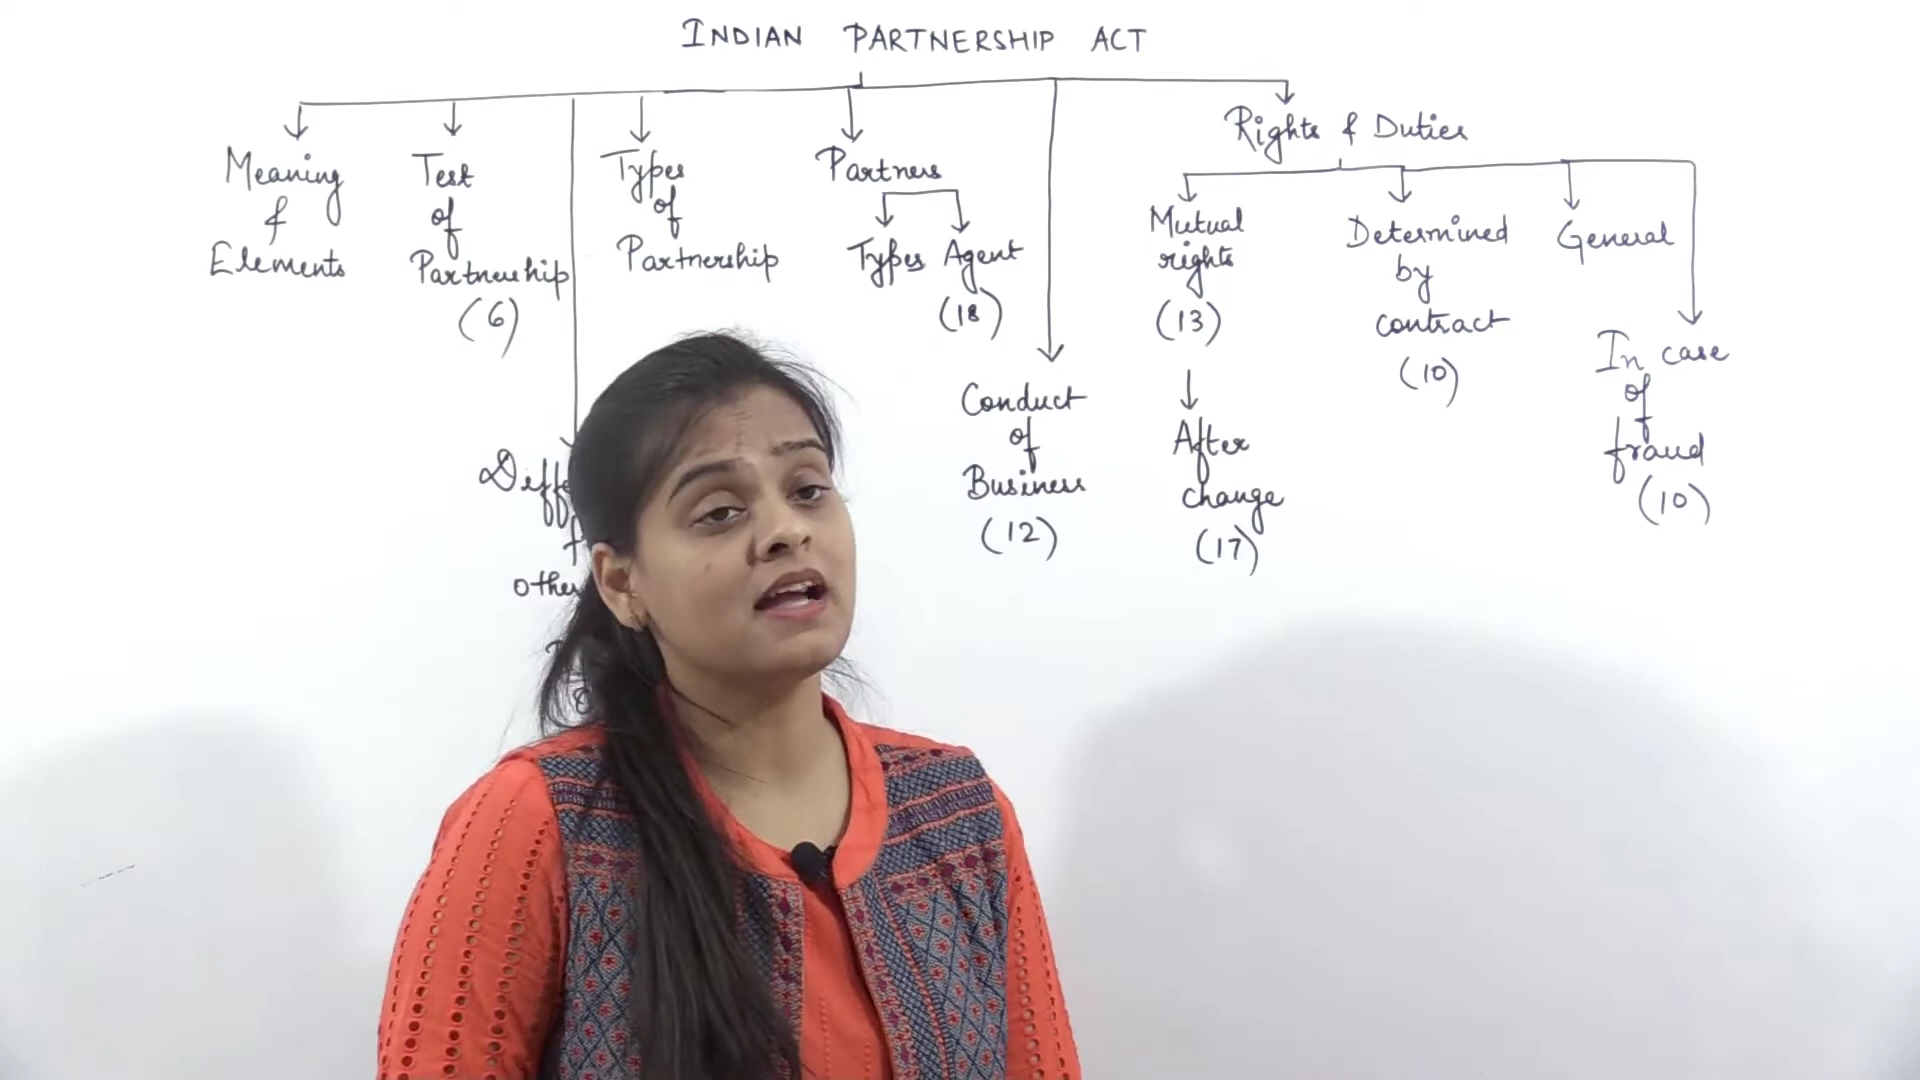 INDIAN PARTNERSHIP ACT
Meaning
&
Elements
Test
of
Partnership
(6)
Types
of
Partnership
Partners
Types Agent
(18)
Conduct
of
Business
(12)
Rights & Duties
Mutual
rights
(13)
After
change
(17)
Determined
by
contract
(10)
General
In case
of
fraud
(10)